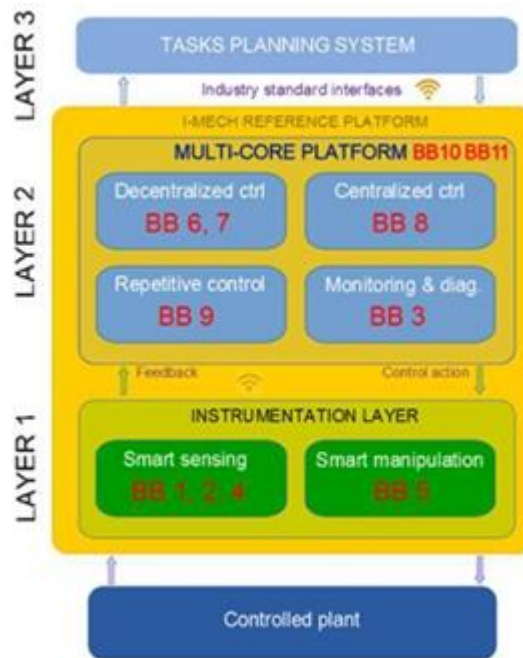 LAYER 3
TASKS PLANNING SYSTEM
Industry standard interfaces
I-MECH REFERENCE PLATFORM
LAYER 2
MULTI-CORE PLATFORM BB10 BB11
Decentralized ctrl
BB 6, 7
Centralized ctrl
BB 8
Repetitive control
BB 9
Monitoring & diag.
BB 3
Feedback
Control action
LAYER 1
INSTRUMENTATION LAYER
Smart sensing
BB 1, 2, 4
Smart manipulation
BB 5
Controlled plant